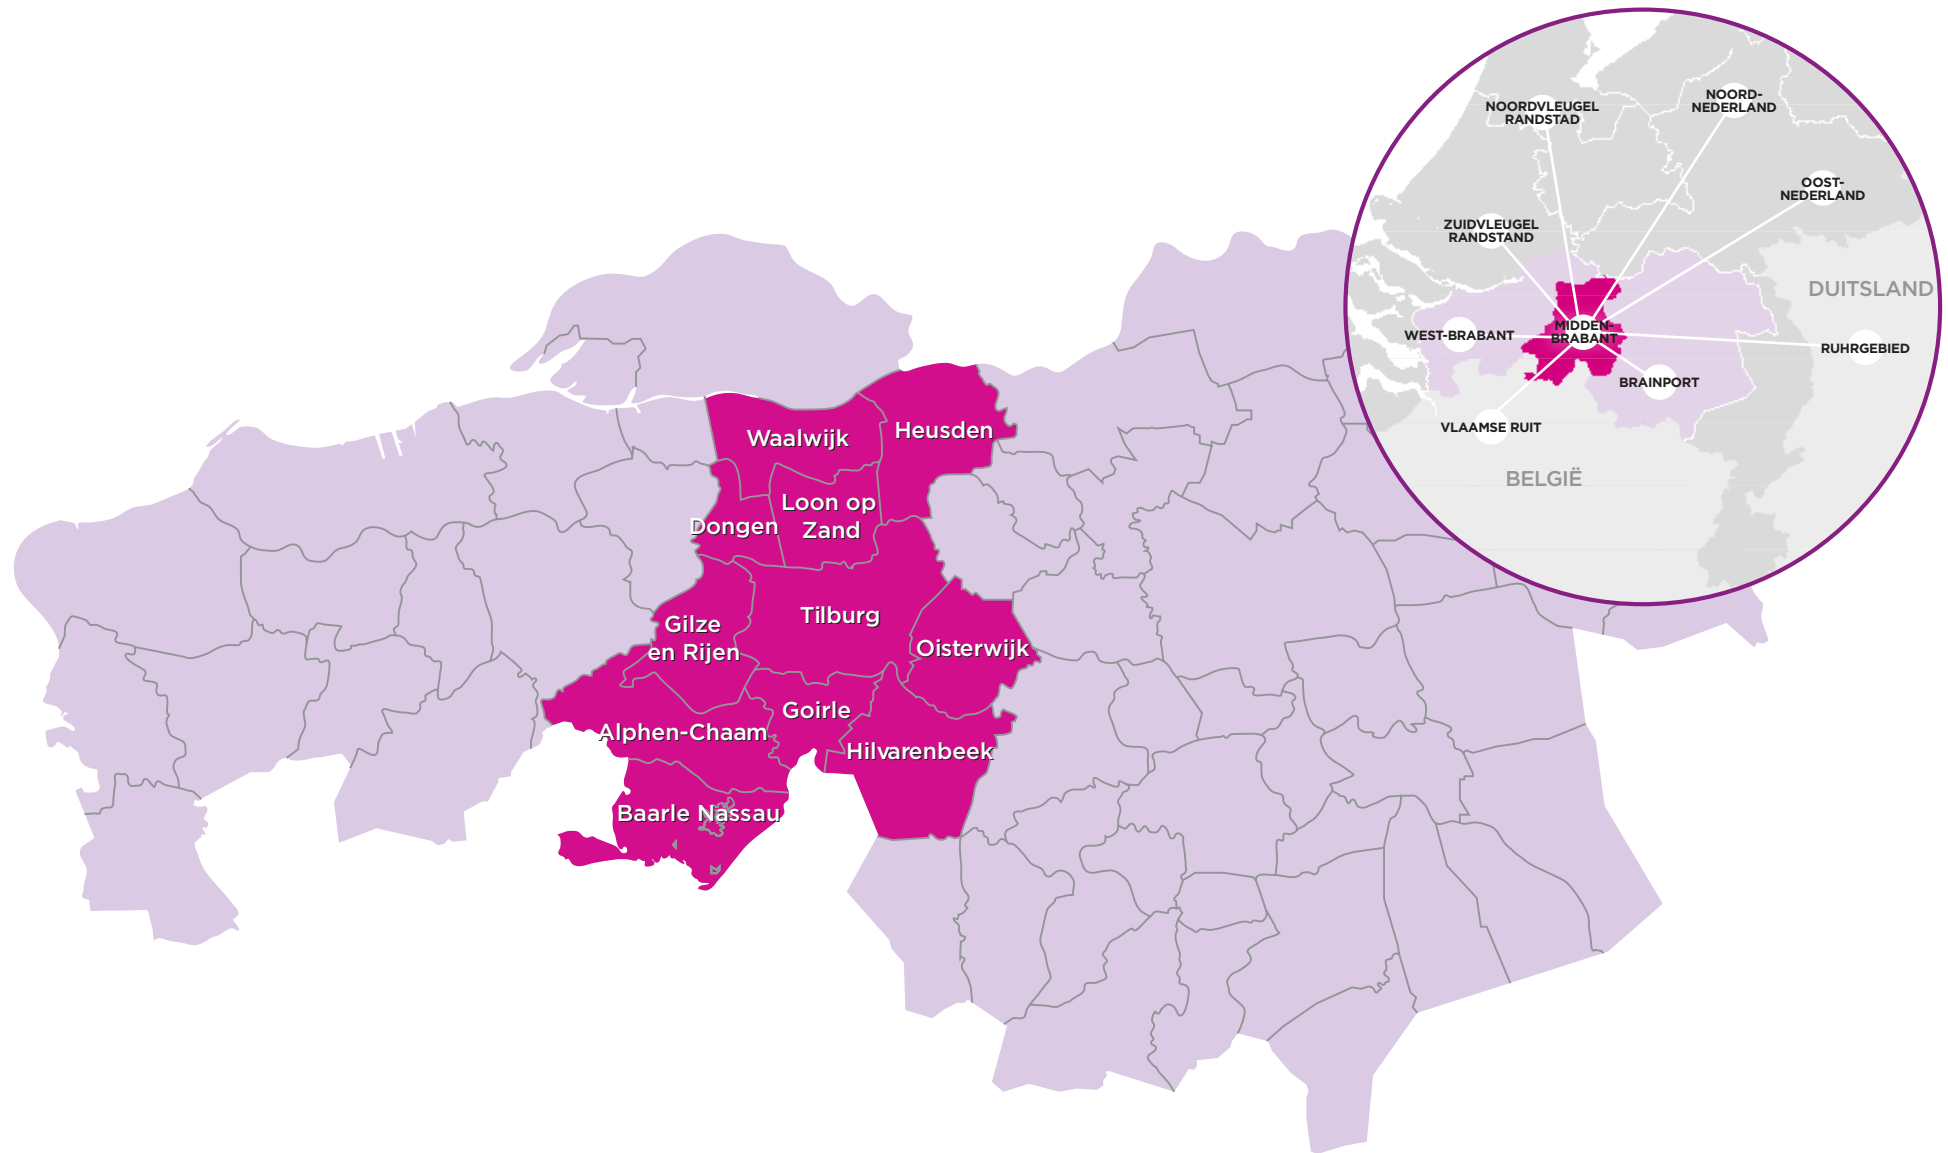 Waalwijk
Heusden
Loon op
Zand
Dongen
Tilburg
Gilze
en Rijen
Oisterwijk
Goirle
Alphen-Chaam
Hilvarenbeek
Baarle Nassau
NOORDVLEUGEL
RANDSTAD
NOORD-
NEDERLAND
OOST-
NEDERLAND
ZUIDVLEUGEL
RANDSTAND
DUITSLAND
WEST-BRABANT
MIDDEN-
BRABANT
RUHRGEBIED
BRAINPORT
VLAAMSE RUIT
BELGIË